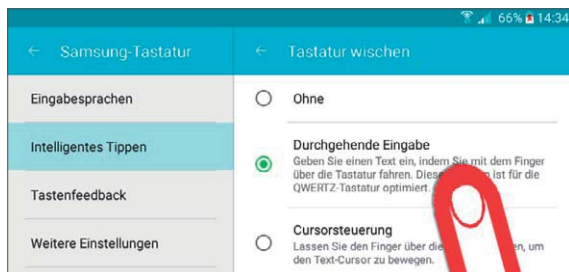 66% 14:34
Samsung-Tastatur
Tastatur wischen
Eingabesprachen
Intelligentes Tippen
Tastenfeedback
Weitere Einstellungen
Ohne
Durchgehende Eingabe
Geben Sie einen Text ein, indem Sie mit dem Finger
über die Tastatur fahren. ist für die
QWERTZ-Tastatur optimiert.
Cursorsteuerung
Lassen Sie den Finger über die um
den Text-Cursor zu bewegen.